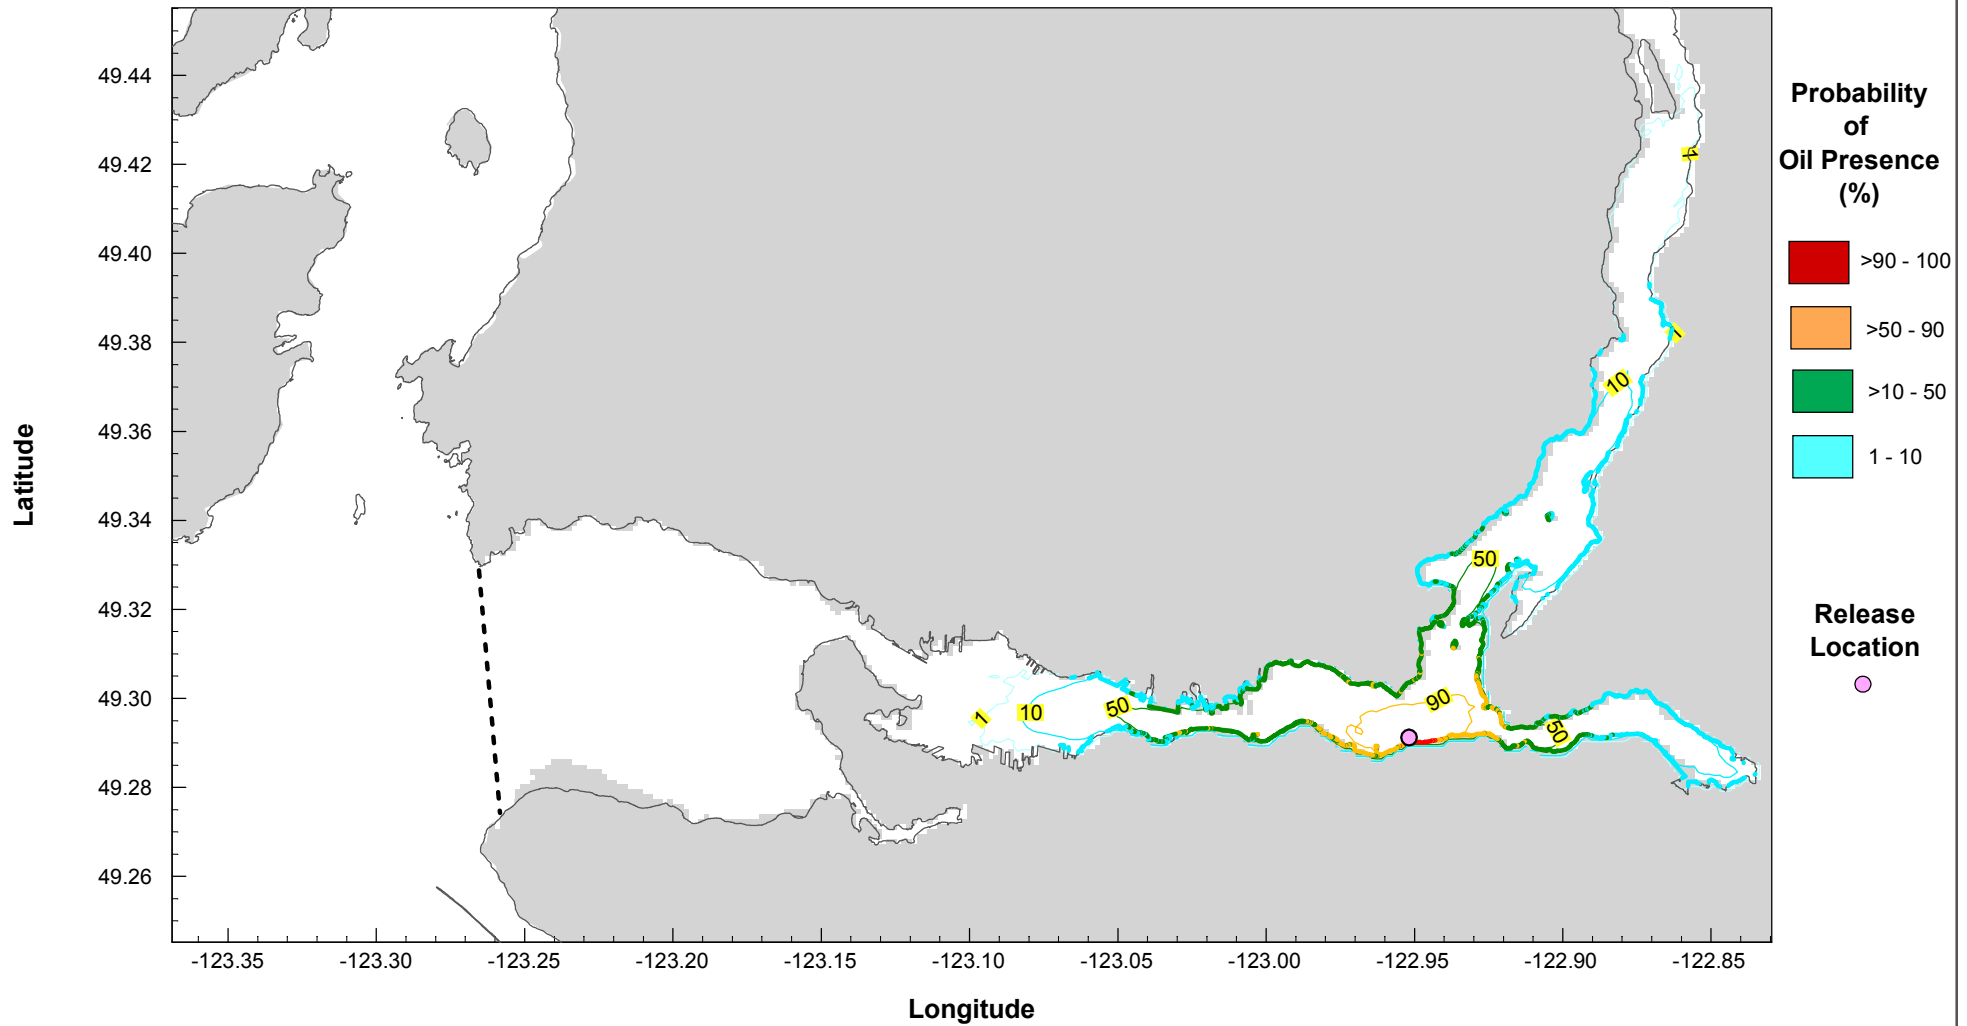 49.44
49.42
49.40
49.38
49.36
49.34
49.32
49.30
49.28
49.26
Latitude
-123.35
-123.30
-123.25
-123.20
-123.15
-123.10
-123.05
-123.00
-122.95
-122.90
-122.85
Longitude
1
1
10
50
90
50
10
1
50
Probability
of
Oil Presence
(%)
>90 - 100
>50 - 90
>10 - 50
1 - 10
Release
Location